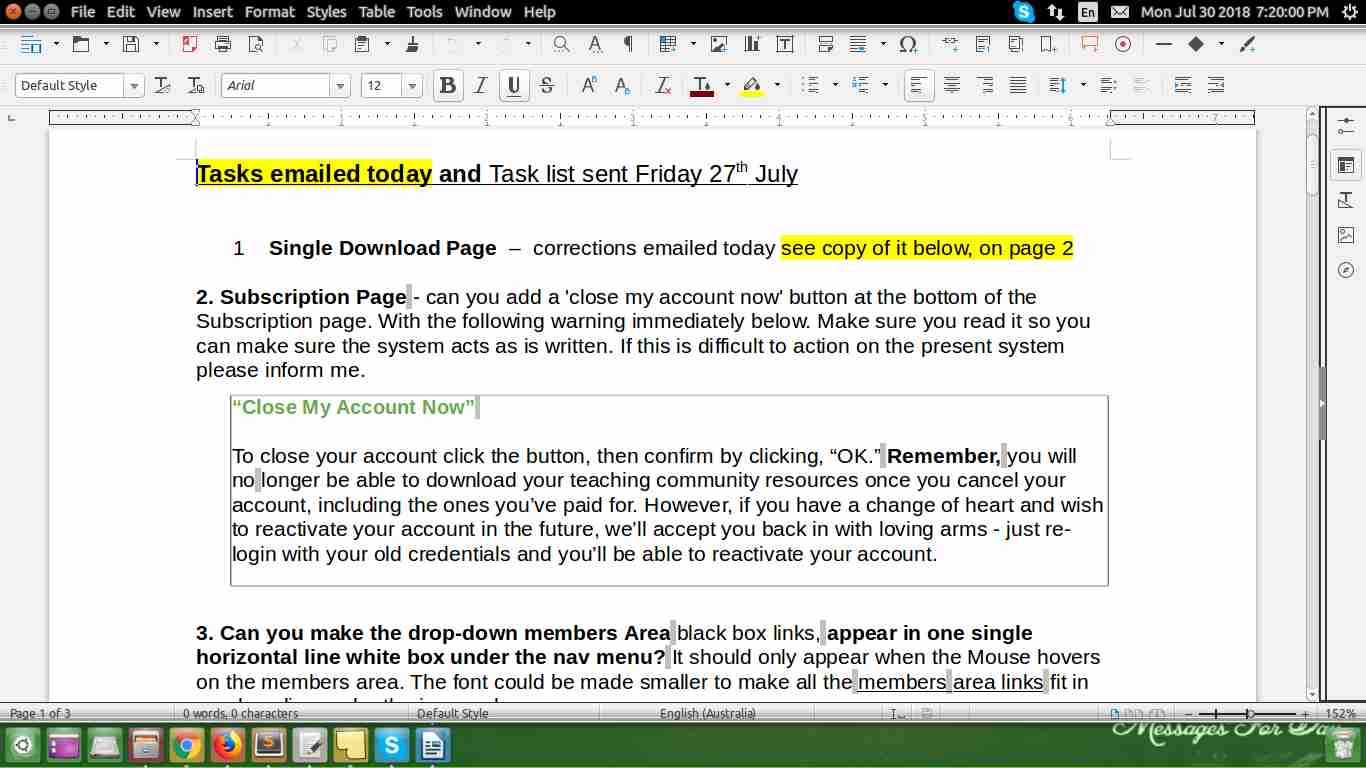 File Edit View Insert Format Styles Table Tools Window Help En Mon Jul 30 2018 7:20:00 PM
Default Style Arial 12
1 2 3 4 5 6 7
Tasks emailed today and Task list sent Friday 27th July
1 Single Download Page – corrections emailed today see copy of it below, on page 2
2. Subscription Page - can you add a 'close my account now' button at the bottom of the
Subscription page. With the following warning immediately below. Make sure you read it so you
can make sure the system acts as is written. If this is difficult to action on the present system
please inform me.
“Close My Account Now”
To close your account click the button, then confirm by clicking, “OK.” Remember, you will
no longer be able to download your teaching community resources once you cancel your
account, including the ones you’ve paid for. However, if you have a change of heart and wish
to reactivate your account in the future, we’ll accept you back in with loving arms - just re-
login with your old credentials and you’ll be able to reactivate your account.
3. Can you make the drop-down members Area black box links, appear in one single
horizontal line white box under the nav menu? It should only appear when the Mouse hovers
on the members area. The font could be made smaller to make all the members area links fit in
Page 1 of 3 0 words, 0 characters Default Style English (Australia) 152%
Messages For